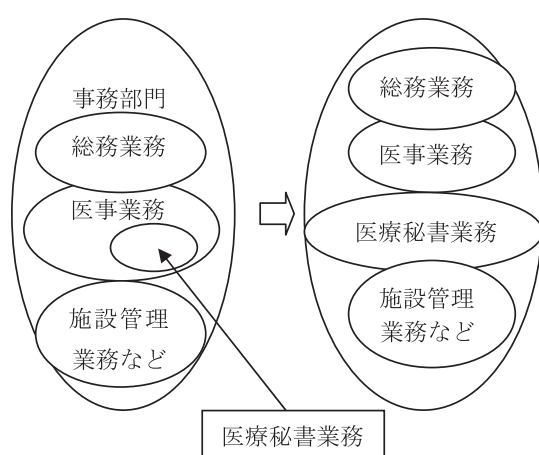 事務部門
総務業務
医事業務
施設管理
業務など
総務業務
医事業務
医療秘書業務
施設管理
業務など
医療秘書業務